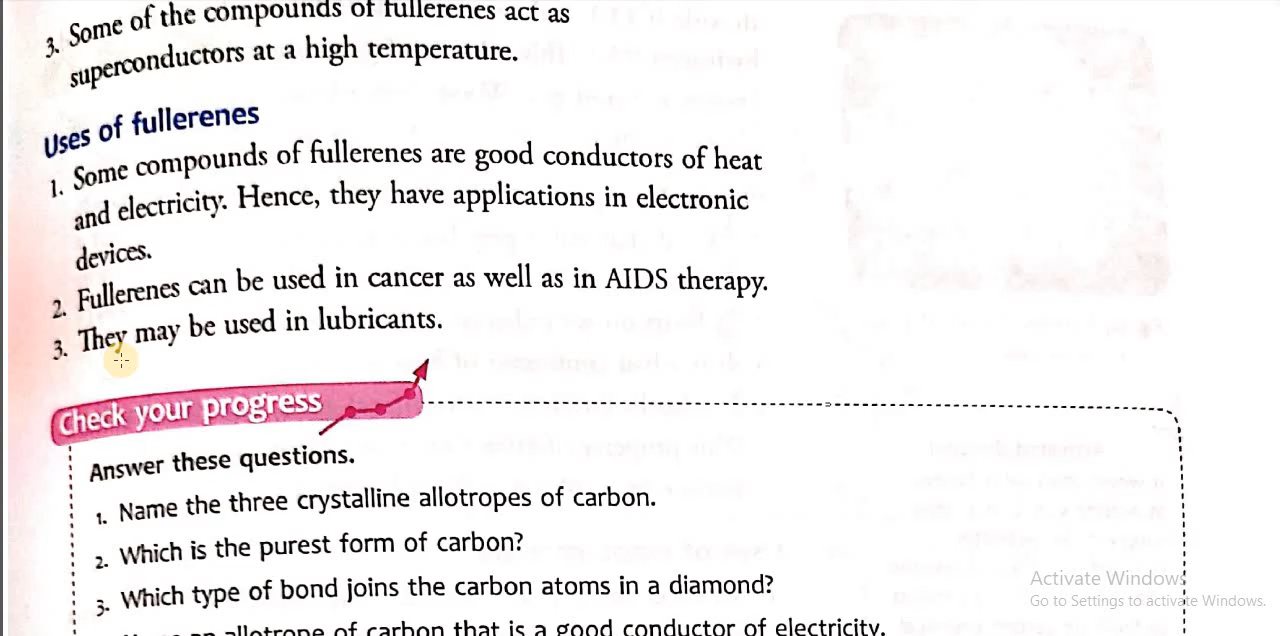 3. Some of the compounds of fullerenes act as
superconductors at a high temperature.
Uses of fullerenes
1. Some compounds of fullerenes are good conductors of heat
and electricity. Hence, they have applications in electronic
devices.
2. Fullerenes can be used in cancer as well as in AIDS therapy.
3. They may be used in lubricants.
Check your progress
Answer these questions.
1. Name the three crystalline allotropes of carbon.
2. Which is the purest form of carbon?
3. Which type of bond joins the carbon atoms in a diamond?
allotrope of carbon that is a good conductor of electricity.
Activate Windows
Go to Settings to activate Windows.